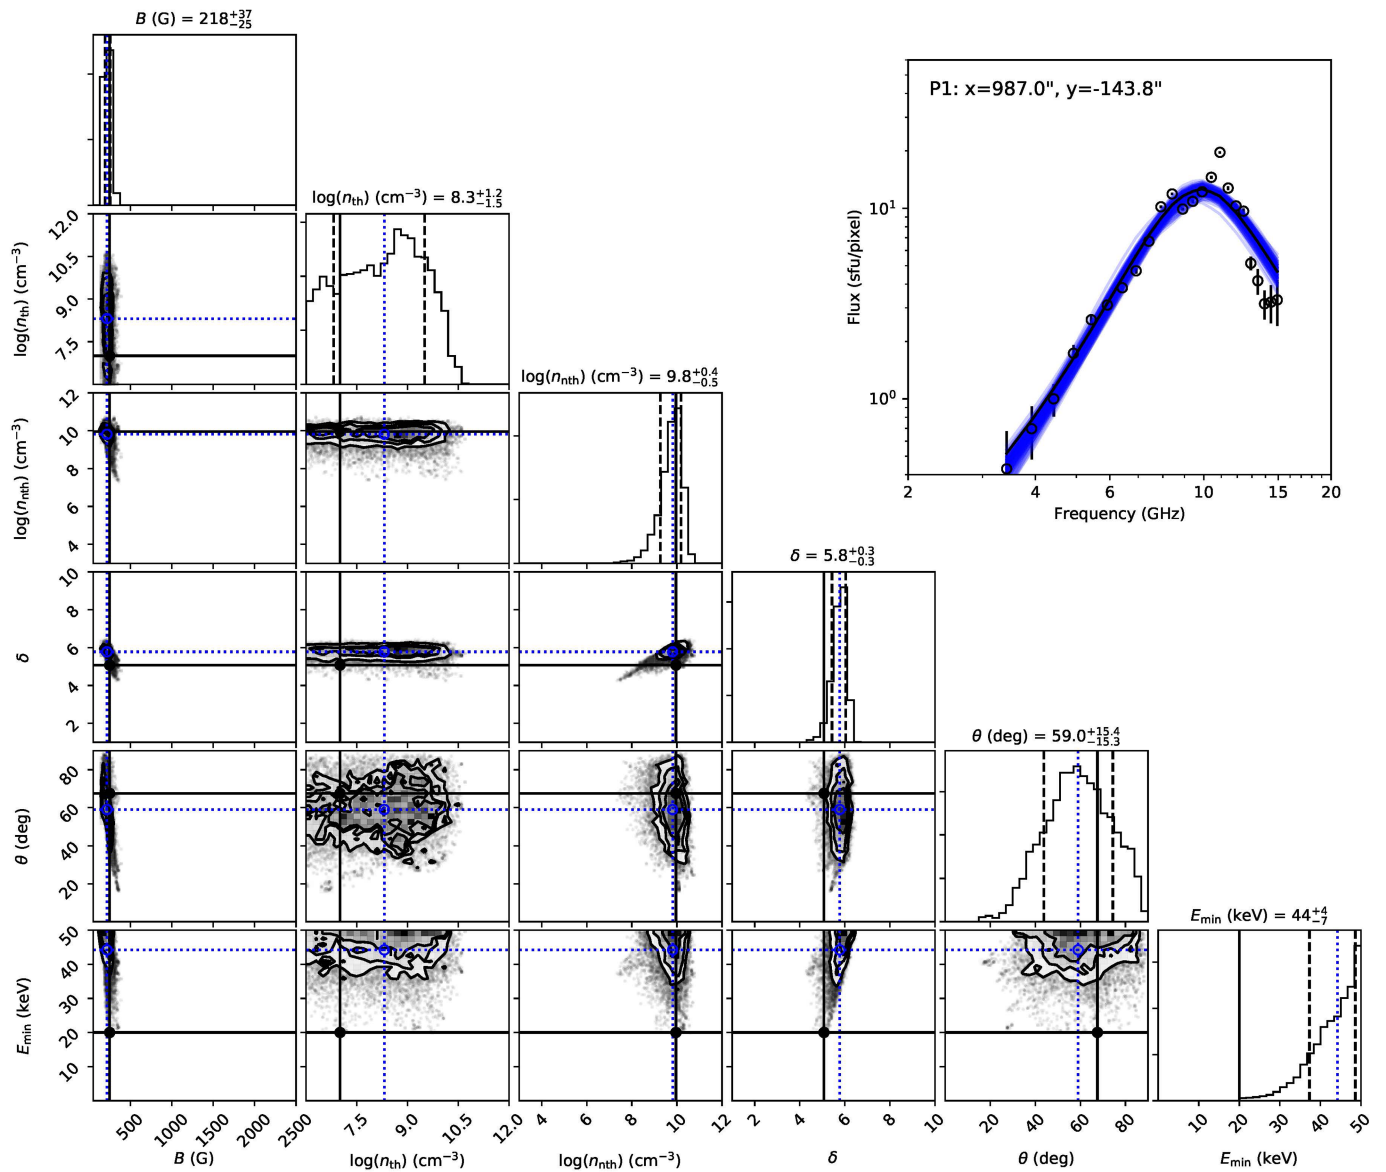 B (G) = 218+37−25
P1: x=987.0", y=-143.8"
10¹
10⁰
Flux (sfu/pixel)
2 4 6 10 15 20
Frequency (GHz)
log(nth) (cm−3) = 8.3+1.2−1.5
12.0
10.5
9.0
7.5
log(nth) (cm−3)
log(nnth) (cm−3) = 9.8+0.4−0.5
12
10
8
6
4
log(nnth) (cm−3)
δ = 5.8+0.3−0.3
10
8
6
4
2
δ
θ (deg) = 59.0+15.4−15.3
80
60
40
20
θ (deg)
Emin (keV) = 44+4−7
50
40
30
20
10
Emin (keV)
500 1000 1500 2000 2500
7.5 9.0 10.5 12.0
4 6 8 10 12
2 4 6 8 10
20 40 60 80
10 20 30 40 50
B (G)
log(nth) (cm−3)
log(nnth) (cm−3)
δ
θ (deg)
Emin (keV)